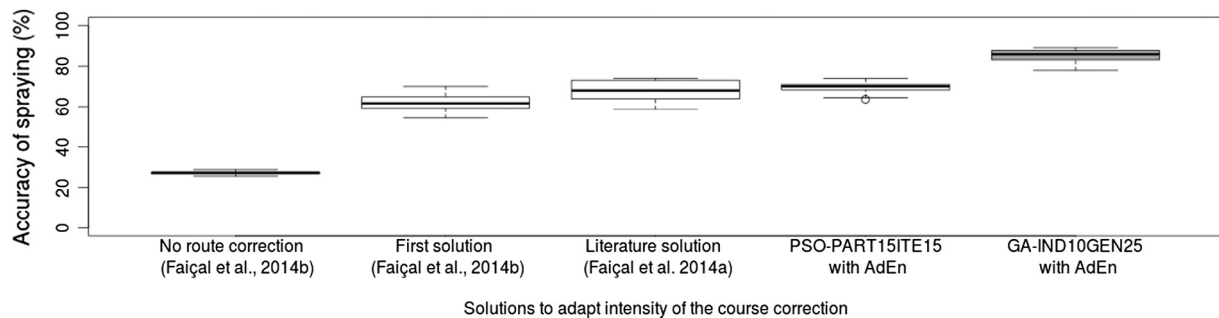 Accuracy of spraying (%)
100
80
60
40
20
0
No route correction
(Faiçal et al., 2014b)
First solution
(Faiçal et al., 2014b)
Literature solution
(Faiçal et al. 2014a)
PSO-PART15ITE15
with AdEn
GA-IND10GEN25
with AdEn
Solutions to adapt intensity of the course correction